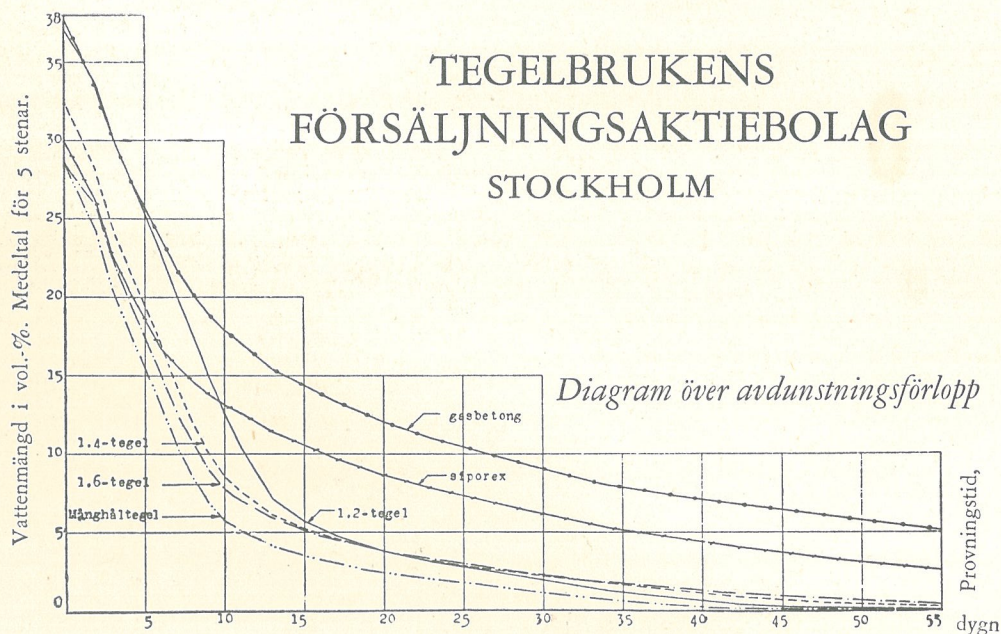 TEGELBRUKENS
FÖRSÄLJNINGSAKTIEBOLAG
STOCKHOLM
Diagram över avdunstningsförlopp
Vattenmängd i vol.-%. Medeltal för 5 stenar.
38
35
30
25
20
15
10
5
0
gasbetong
siporex
1.4-tegel
1.6-tegel
Månghåltegel
1.2-tegel
5
10
15
20
25
30
35
40
45
50
55
dygn
Provningstid,